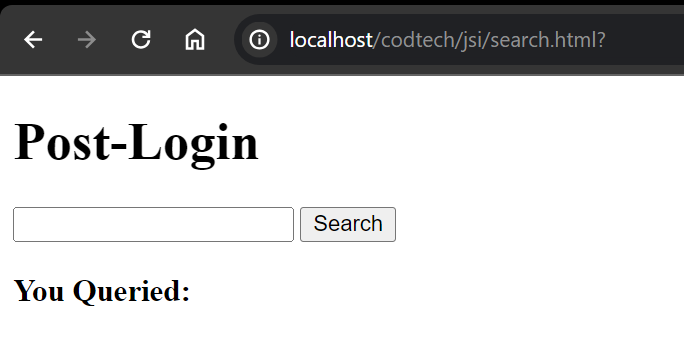 localhost/codtech/jsi/search.html?
Post-Login
Search
You Queried: